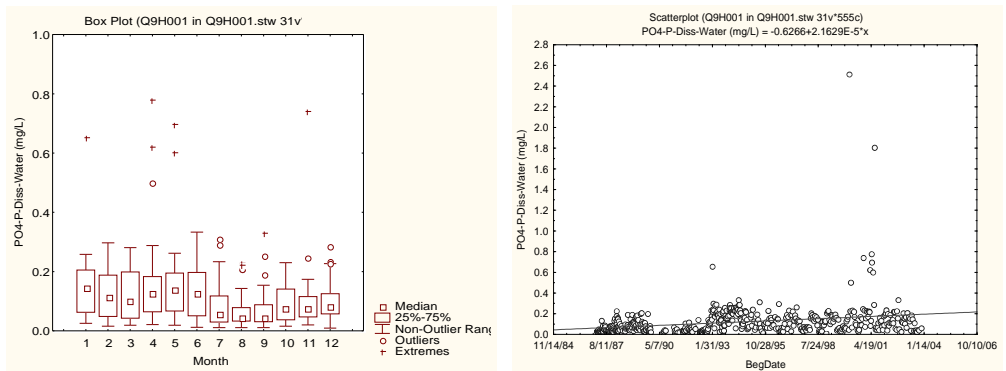 Box Plot (Q9H001 in Q9H001.stw 31v
PO4-P-Diss-Water (mg/L)
1.0
0.8
0.6
0.4
0.2
0.0
1 2 3 4 5 6 7 8 9 10 11 12
Month
Median
25%-75%
Non-Outlier Rang
Outliers
Extremes
Scatterplot (Q9H001 in Q9H001.stw 31v*555c)
PO4-P-Diss-Water (mg/L) = -0.6266+2.1629E-5*x
PO4-P-Diss-Water (mg/L)
2.8
2.6
2.4
2.2
2.0
1.8
1.6
1.4
1.2
1.0
0.8
0.6
0.4
0.2
0.0
11/14/84 8/11/87 5/7/90 1/31/93 10/28/95 7/24/98 4/19/01 1/14/04 10/10/06
BegDate